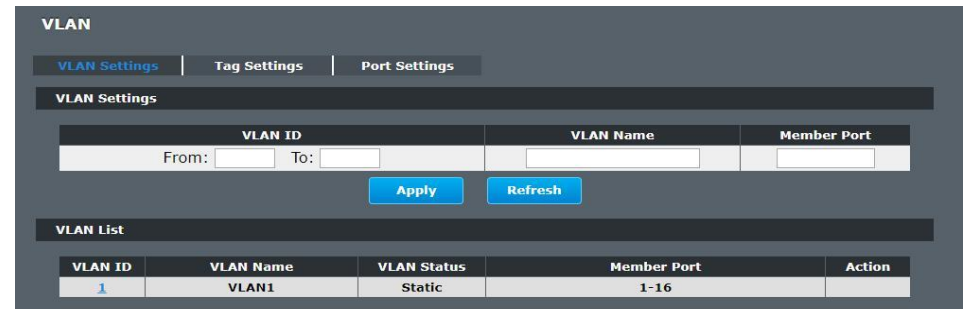 VLAN
VLAN Settings Tag Settings Port Settings
VLAN Settings
VLAN ID VLAN Name Member Port
From: To:
Apply Refresh
VLAN List
VLAN ID VLAN Name VLAN Status Member Port Action
1 VLAN1 Static 1-16